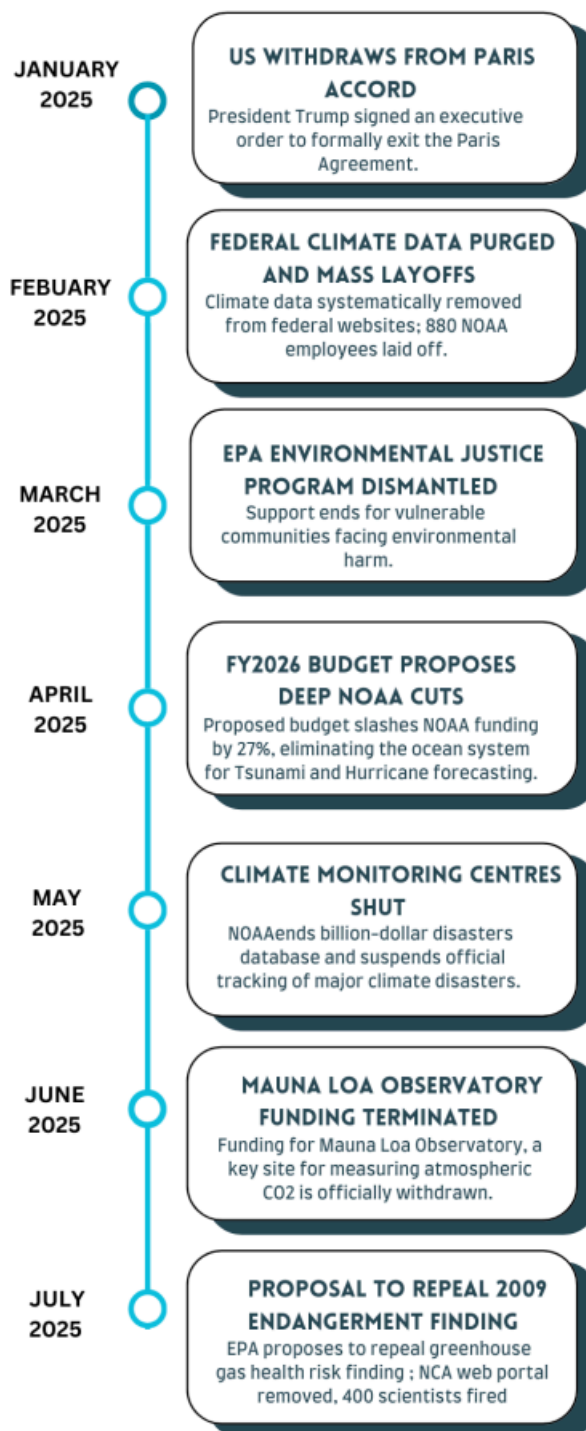 JANUARY
2025
US WITHDRAWS FROM PARIS
ACCORD
President Trump signed an executive
order to formally exit the Paris
Agreement.
FEBUARY
2025
FEDERAL CLIMATE DATA PURGED
AND MASS LAYOFFS
Climate data systematically removed
from federal websites; 880 NOAA
employees laid off.
MARCH
2025
EPA ENVIRONMENTAL JUSTICE
PROGRAM DISMANTLED
Support ends for vulnerable
communities facing environmental
harm.
APRIL
2025
FY2026 BUDGET PROPOSES
DEEP NOAA CUTS
Proposed budget slashes NOAA funding
by 27%, eliminating the ocean system
for Tsunami and Hurricane forecasting.
MAY
2025
CLIMATE MONITORING CENTRES
SHUT
NOAAends billion-dollar disasters
database and suspends official
tracking of major climate disasters.
JUNE
2025
MAUNA LOA OBSERVATORY
FUNDING TERMINATED
Funding for Mauna Loa Observatory, a
key site for measuring atmospheric
CO2 is officially withdrawn.
JULY
2025
PROPOSAL TO REPEAL 2009
ENDANGERMENT FINDING
EPA proposes to repeal greenhouse
gas health risk finding ; NCA web portal
removed, 400 scientists fired